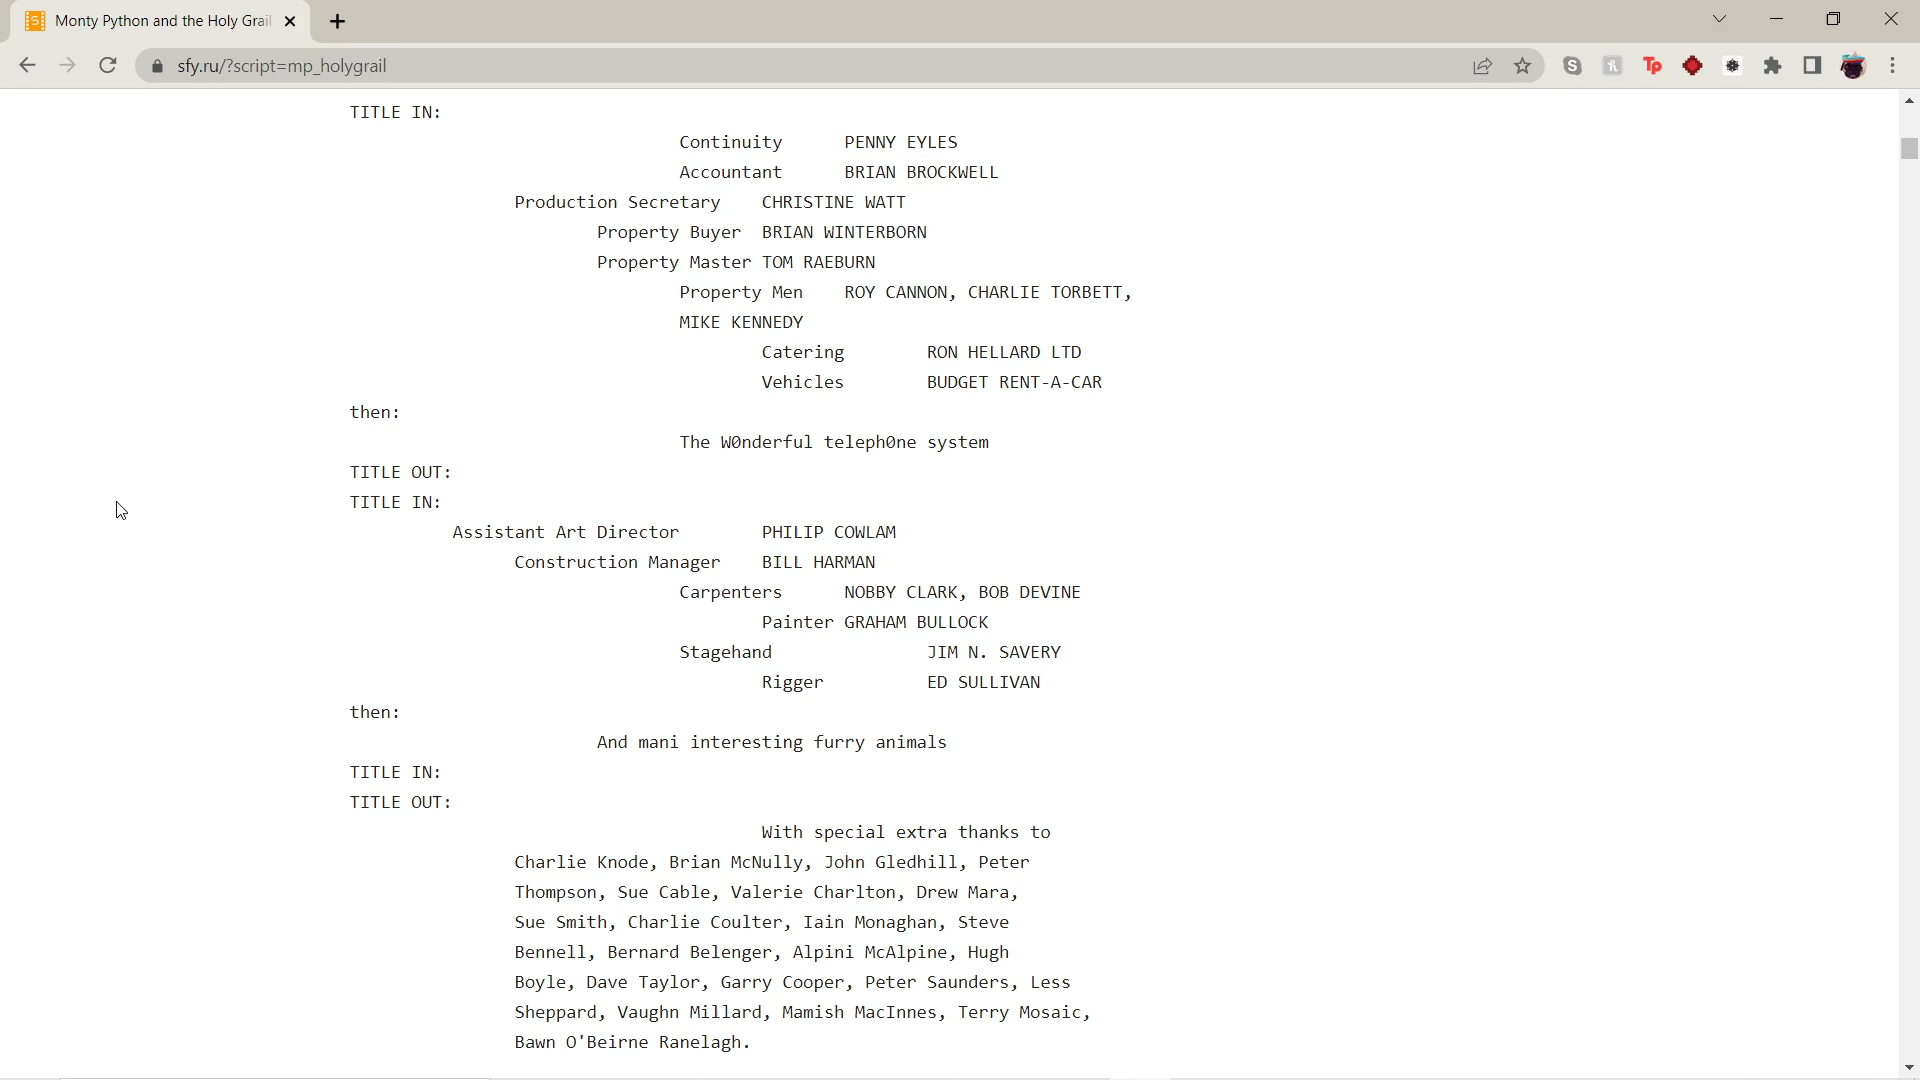 Monty Python and the Holy Grail
sfy.ru/?script=mp_holygrail
TITLE IN:
Continuity PENNY EYLES
Accountant BRIAN BROCKWELL
Production Secretary CHRISTINE WATT
Property Buyer BRIAN WINTERBORN
Property Master TOM RAEBURN
Property Men ROY CANNON, CHARLIE TORBETT,
MIKE KENNEDY
Catering RON HELLARD LTD
Vehicles BUDGET RENT-A-CAR
then:
The W0nderful teleph0ne system
TITLE OUT:
TITLE IN:
Assistant Art Director PHILIP COWLAM
Construction Manager BILL HARMAN
Carpenters NOBBY CLARK, BOB DEVINE
Painter GRAHAM BULLOCK
Stagehand JIM N. SAVERY
Rigger ED SULLIVAN
then:
And mani interesting furry animals
TITLE IN:
TITLE OUT:
With special extra thanks to
Charlie Knode, Brian McNully, John Gledhill, Peter
Thompson, Sue Cable, Valerie Charlton, Drew Mara,
Sue Smith, Charlie Coulter, Iain Monaghan, Steve
Bennell, Bernard Belenger, Alpini McAlpine, Hugh
Boyle, Dave Taylor, Garry Cooper, Peter Saunders, Less
Sheppard, Vaughn Millard, Mamish MacInnes, Terry Mosaic,
Bawn O'Beirne Ranelagh.